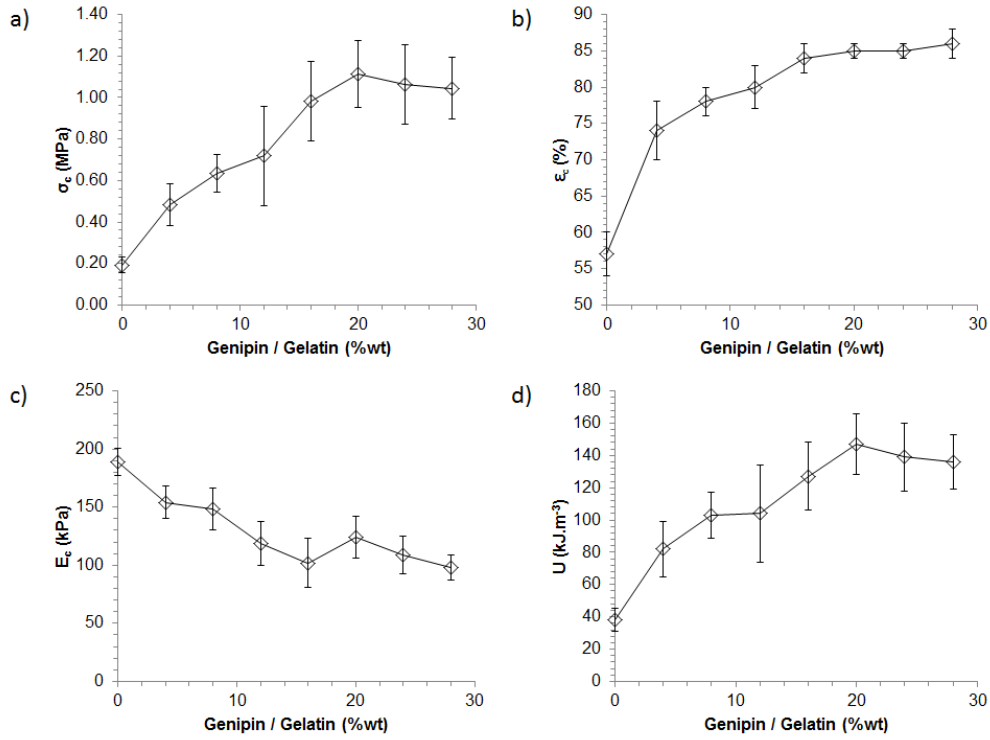 a)
1.40
1.20
1.00
0.80
0.60
0.40
0.20
0.00
σc (MPa)
0 10 20 30
Genipin / Gelatin (%wt)
b)
90
85
80
75
70
65
60
55
50
εc (%)
0 10 20 30
Genipin / Gelatin (%wt)
c)
250
200
150
100
50
0
Ec (kPa)
0 10 20 30
Genipin / Gelatin (%wt)
d)
180
160
140
120
100
80
60
40
20
0
U (kJ.m⁻³)
0 10 20 30
Genipin / Gelatin (%wt)